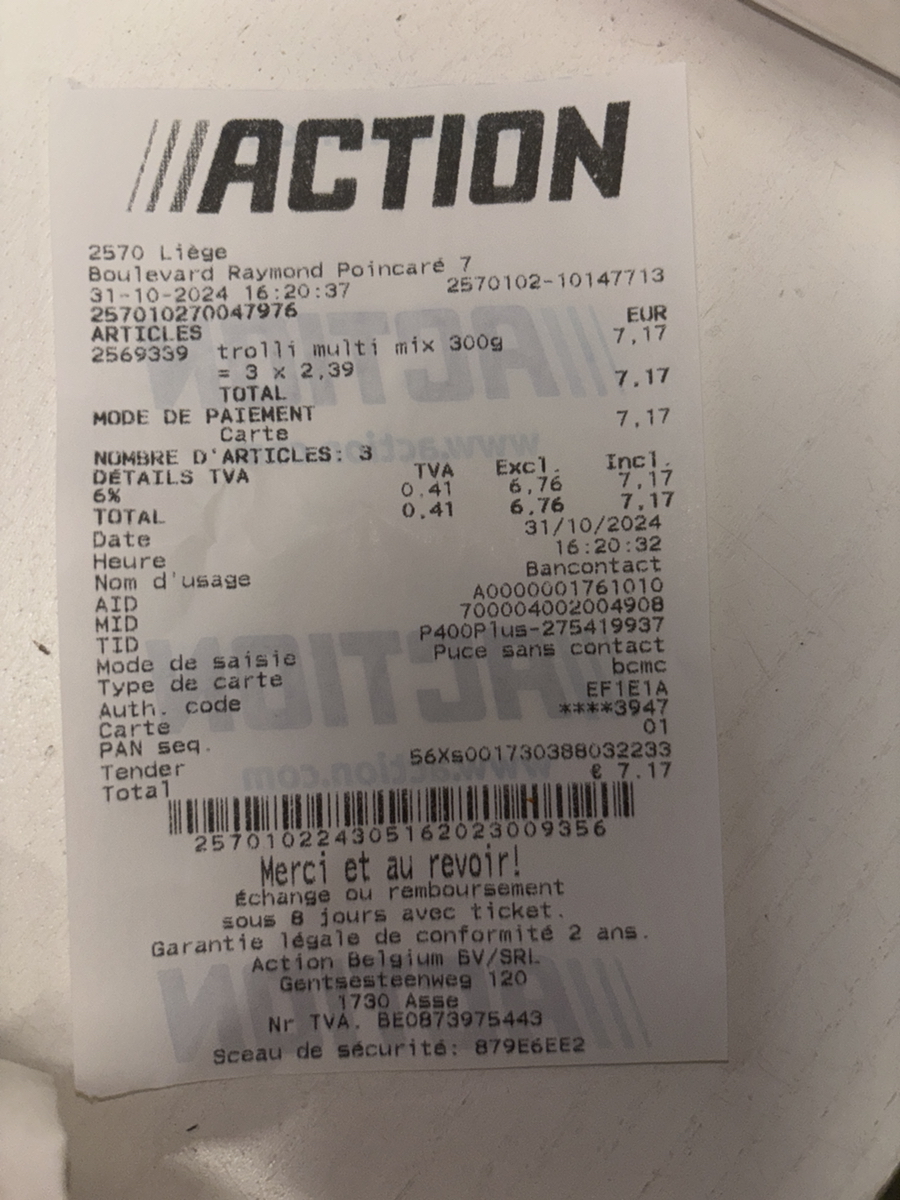 ///ACTION
2570 Liège
Boulevard Raymond Poincaré 7
31-10-2024 16:20:37 2570102-10147713
257010270047976 EUR
ARTICLES 7,17
2569339 trolli multi mix 300g
= 3 x 2,39 7,17
TOTAL
MODE DE PAIEMENT 7,17
Carte
NOMBRE D'ARTICLES: 3
DÉTAILS TVA TVA Excl. Incl.
6% 0.41 6,76 7,17
TOTAL 0.41 6.76 7,17
Date 31/10/2024
Heure 16:20:32
Nom d'usage Bancontact
AID A0000001761010
MID 700004002004908
TID P400Plus-275419937
Mode de saisie Puce sans contact
Type de carte bcmc
Auth. code EF1E1A
Carte ****3947
PAN seq. 01
Tender 56Xs001730388032233
Total € 7.17
257010224305162023009356
Merci et au revoir!
Échange ou remboursement
sous 8 jours avec ticket.
Garantie légale de conformité 2 ans.
Action Belgium BV/SRL
Gentsesteenweg 120
1730 Asse
Nr TVA. BE0873975443
Sceau de sécurité: 879E6EE2